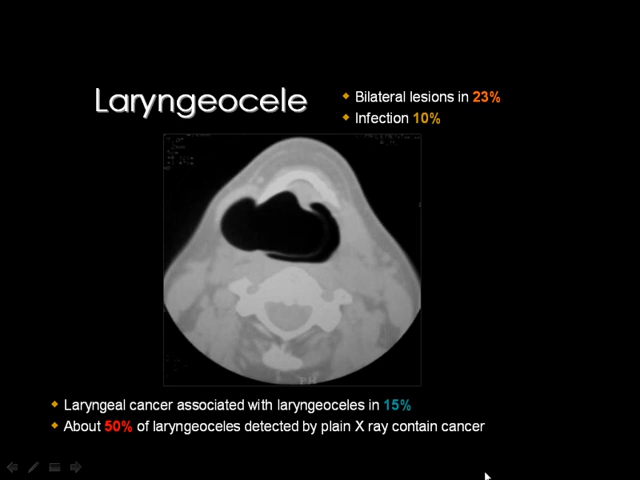 Laryngeocele
Bilateral lesions in 23%
Infection 10%
Laryngeal cancer associated with laryngeoceles in 15%
About 50% of laryngeoceles detected by plain X ray contain cancer